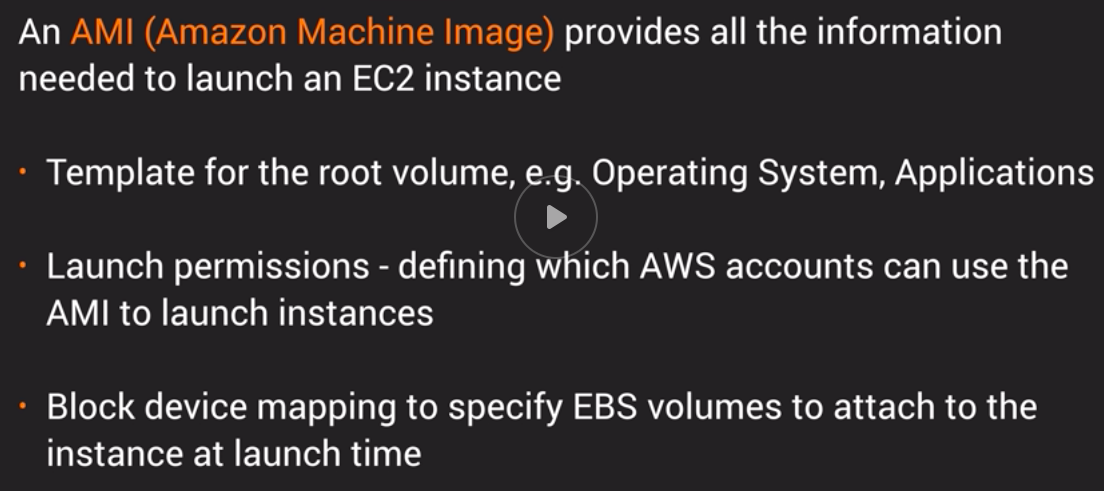 An AMI (Amazon Machine Image) provides all the information
needed to launch an EC2 instance
• Template for the root volume, e.g. Operating System, Applications
• Launch permissions - defining which AWS accounts can use the
AMI to launch instances
• Block device mapping to specify EBS volumes to attach to the
instance at launch time